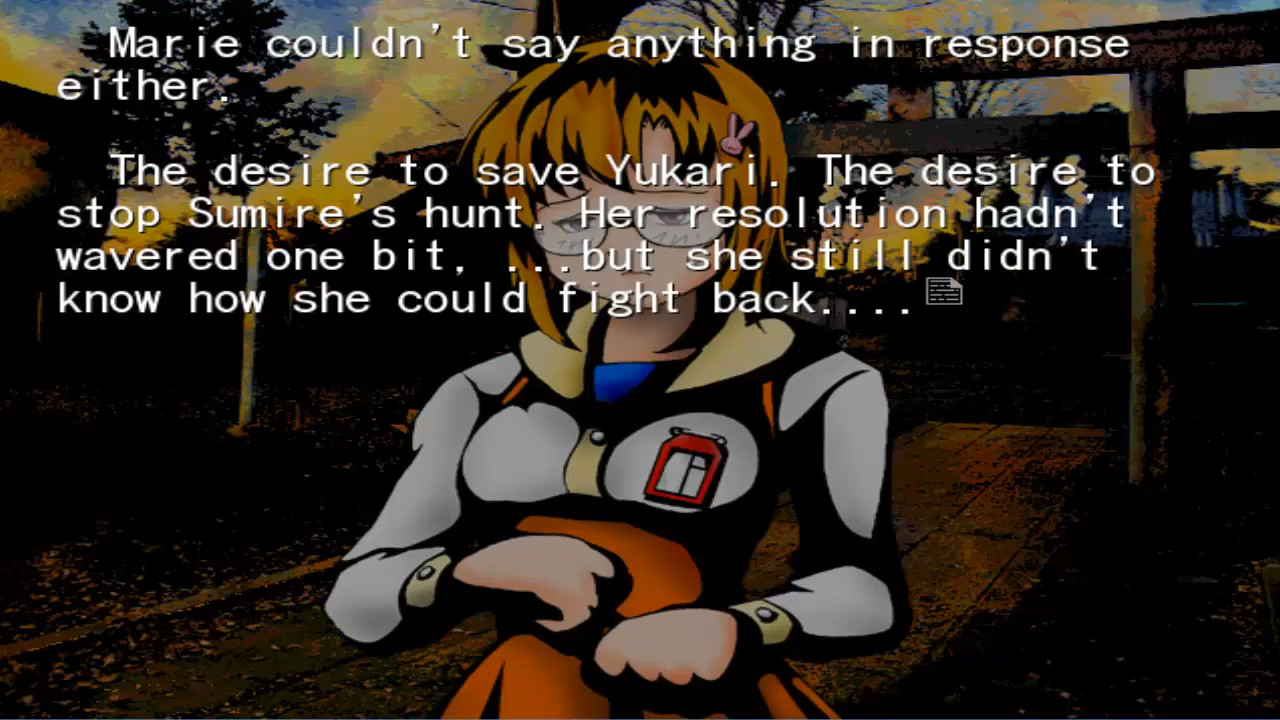 Marie couldn't say anything in response
either.
The desire to save Yukari. The desire to
stop Sumire's hunt. Her resolution hadn't
wavered one bit, ...but she still didn't
know how she could fight back....